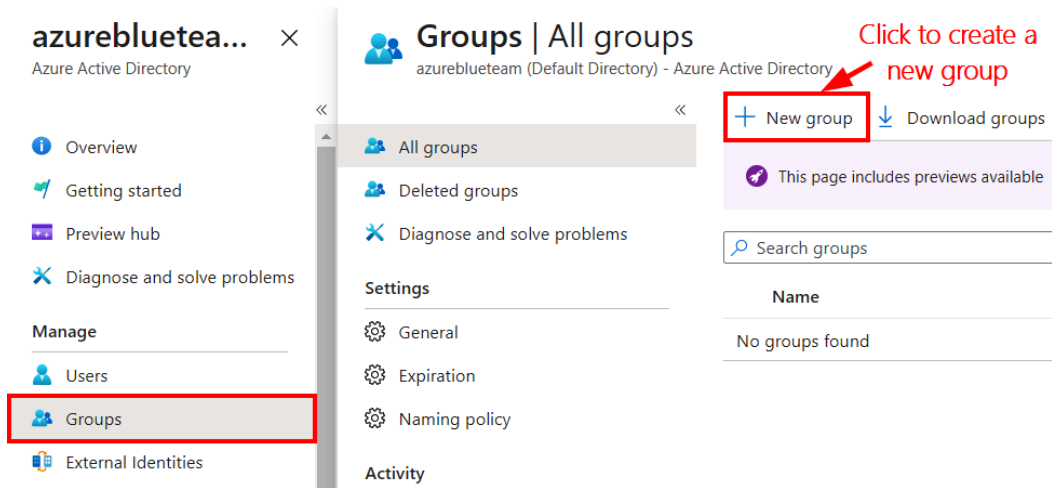 azurebluetea...
Azure Active Directory
Overview
Getting started
Preview hub
Diagnose and solve problems
Manage
Users
Groups
External Identities
Groups | All groups
azureblueteam (Default Directory) - Azure Active Directory
All groups
Deleted groups
Diagnose and solve problems
Settings
General
Expiration
Naming policy
Activity
Click to create a
new group
New group
Download groups
This page includes previews available
Search groups
Name
No groups found